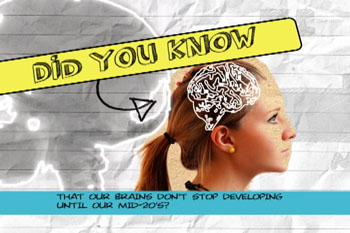 DiD YOU KNOW
THAT OUR BRAINS DON'T STOP DEVELOPING
UNTIL OUR MID-20'S?